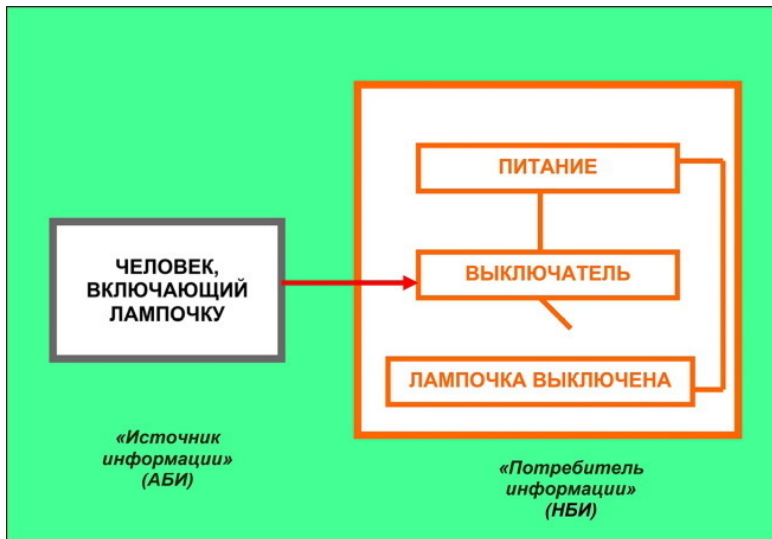 ЧЕЛОВЕК,
ВКЛЮЧАЮЩИЙ
ЛАМПОЧКУ
«Источник
информации»
(АБИ)
ПИТАНИЕ
ВЫКЛЮЧАТЕЛЬ
ЛАМПОЧКА ВЫКЛЮЧЕНА
«Потребитель
информации»
(НБИ)